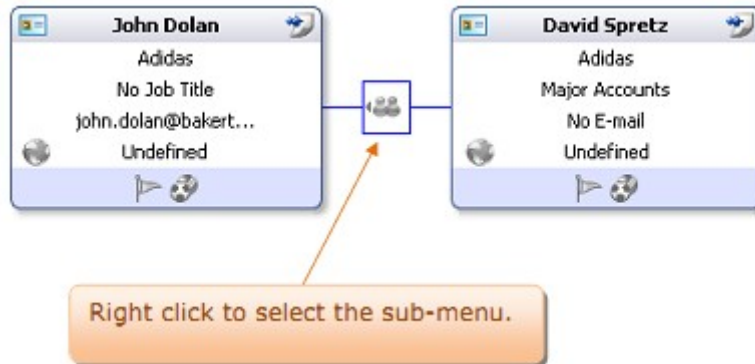 John Dolan
Adidas
No Job Title
john.dolan@bakert...
Undefined
David Spretz
Adidas
Major Accounts
No E-mail
Undefined
Right click to select the sub-menu.